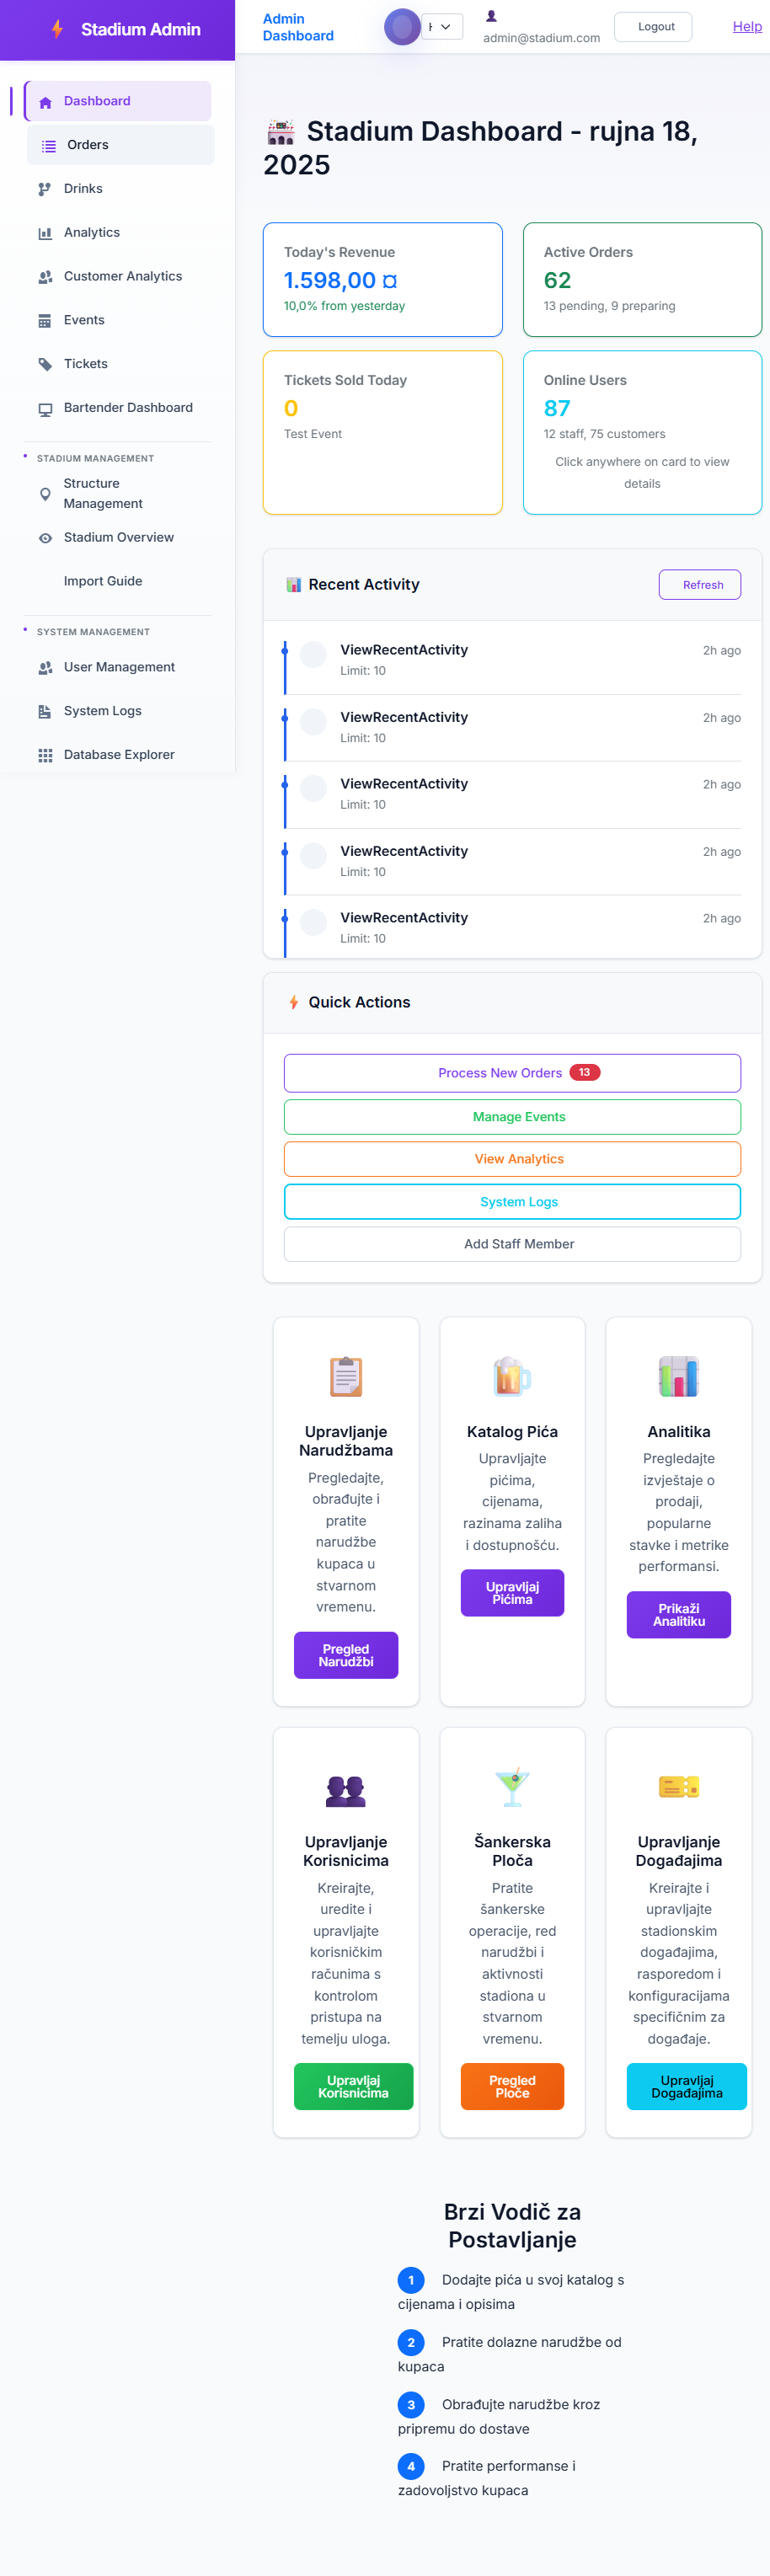 Stadium Admin
Dashboard
Orders
Drinks
Analytics
Customer Analytics
Events
Tickets
Bartender Dashboard
STADIUM MANAGEMENT
Structure
Management
Stadium Overview
Import Guide
SYSTEM MANAGEMENT
User Management
System Logs
Database Explorer
Admin
Dashboard
admin@stadium.com
Logout
Help
Stadium Dashboard - rujna 18,
2025
Today's Revenue
1.598,00 ¤
10,0% from yesterday
Active Orders
62
13 pending, 9 preparing
Tickets Sold Today
0
Test Event
Online Users
87
12 staff, 75 customers
Click anywhere on card to view
details
Recent Activity
Refresh
ViewRecentActivity 2h ago
Limit: 10
ViewRecentActivity 2h ago
Limit: 10
ViewRecentActivity 2h ago
Limit: 10
ViewRecentActivity 2h ago
Limit: 10
ViewRecentActivity 2h ago
Limit: 10
Quick Actions
Process New Orders 13
Manage Events
View Analytics
System Logs
Add Staff Member
Upravljanje
Narudžbama
Pregledajte,
obrađujte i
pratite
narudžbe
kupaca u
stvarnom
vremenu.
Pregled
Narudžbi
Katalog Pića
Upravljajte
pićima,
cijenama,
razinama zaliha
i dostupnošću.
Upravljaj
Pićima
Analitika
Pregledajte
izvještaje o
prodaji,
popularne
stavke i metrike
performansi.
Prikaži
Analitiku
Upravljanje
Korisnicima
Kreirajte,
uredite i
upravljajte
korisničkim
računima s
kontrolom
pristupa na
temelju uloga.
Upravljaj
Korisnicima
Šankerska
Ploča
Pratite
šankerske
operacije, red
narudžbi i
aktivnosti
stadiona u
stvarnom
vremenu.
Pregled
Ploče
Upravljanje
Događajima
Kreirajte i
upravljajte
stadionskim
događajima,
rasporedom i
konfiguracijama
specifičnim za
događaje.
Upravljaj
Događajima
Brzi Vodič za
Postavljanje
1 Dodajte pića u svoj katalog s
cijenama i opisima
2 Pratite dolazne narudžbe od
kupaca
3 Obrađujte narudžbe kroz
pripremu do dostave
4 Pratite performanse i
zadovoljstvo kupaca